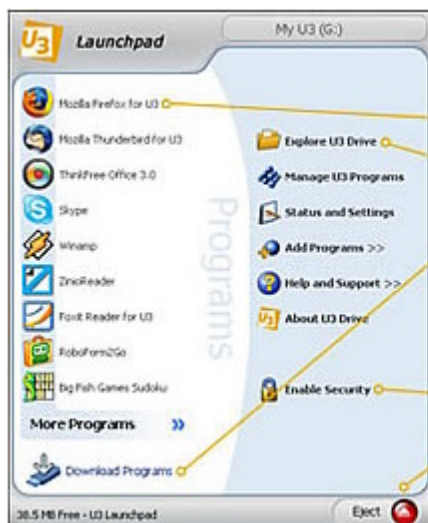 U3 Launchpad
My U3 (G:)
Mozilla Firefox for U3
Mozilla Thunderbird for U3
ThinkFree Office 3.0
Skype
Winamp
ZinioReader
Foxit Reader for U3
RoboForm2Go
Big Fish Games Sudoku
More Programs »
Download Programs
Programs
Explore U3 Drive
Manage U3 Programs
Status and Settings
Add Programs >>
Help and Support >>
U3 About U3 Drive
Enable Security
38.5 MB Free - U3 Launchpad
Eject